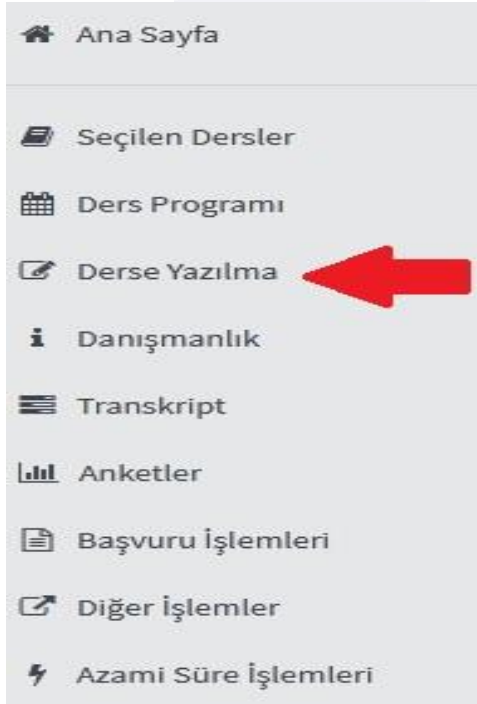 Ana Sayfa
Seçilen Dersler
Ders Programı
Derse Yazılma
Danışmanlık
Transkript
Anketler
Başvuru İşlemleri
Diğer İşlemler
Azami Süre İşlemleri